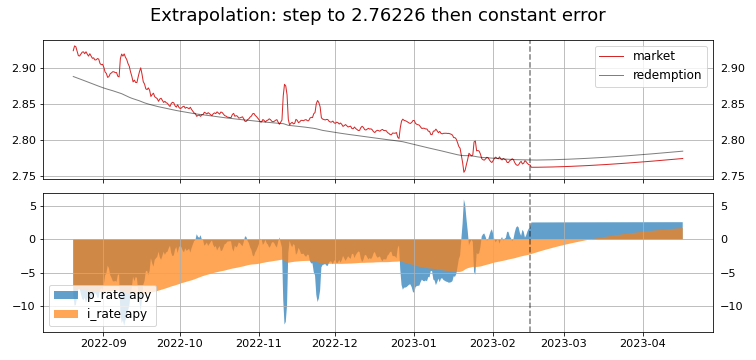 Extrapolation: step to 2.76226 then constant error
2.90
2.85
2.80
2.75
market
redemption
2.90
2.85
2.80
2.75
5
0
−5
−10
p_rate apy
i_rate apy
5
0
−5
−10
2022-09 2022-10 2022-11 2022-12 2023-01 2023-02 2023-03 2023-04